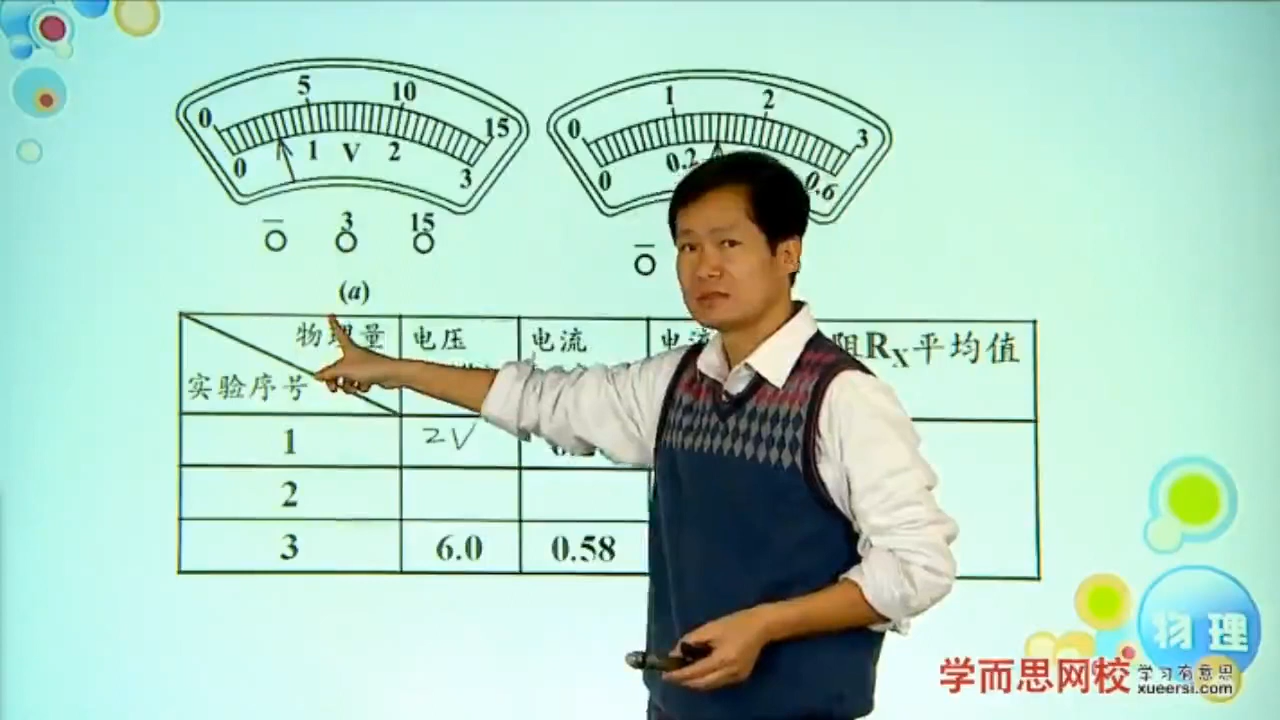 5 10
0 15
0 1 V 2 3
— 3 15
(a)
1 2
0 3
0 0.2 0.6
—
物理量 电压 电流
实验序号 阻Rx平均值
1 2V
2
3 6.0 0.58
物理
学而思网校 学习有意思
xueersi.com